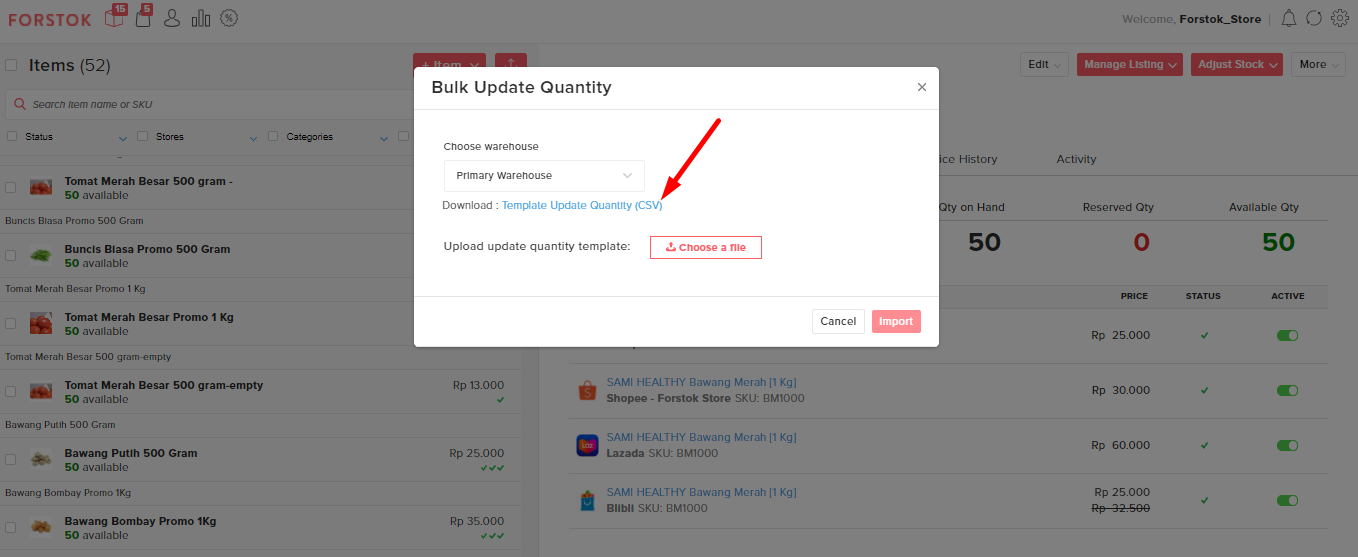 FORSTOK
15
5
Welcome, Forstok_Store
Items (52)
+ Item
Edit
Manage Listing
Adjust Stock
More
Search item name or SKU
Status
Stores
Categories
Bulk Update Quantity
Choose warehouse
Primary Warehouse
Download : Template Update Quantity (CSV)
Upload update quantity template:
Choose a file
Cancel
Import
Tomat Merah Besar 500 gram -
50 available
Buncis Biasa Promo 500 Gram
Buncis Biasa Promo 500 Gram
50 available
Tomat Merah Besar Promo 1 Kg
Tomat Merah Besar Promo 1 Kg
50 available
Tomat Merah Besar 500 gram-empty
Tomat Merah Besar 500 gram-empty
Rp 13.000
50 available
Bawang Putih 500 Gram
Bawang Putih 500 Gram
Rp 25.000
50 available
Bawang Bombay Promo 1Kg
Bawang Bombay Promo 1Kg
Rp 35.000
50 available
ice History
Activity
Qty on Hand
Reserved Qty
Available Qty
50
0
50
PRICE
STATUS
ACTIVE
Rp 25.000
SAMI HEALTHY Bawang Merah [1 Kg]
Shopee - Forstok Store SKU: BM1000
Rp 30.000
SAMI HEALTHY Bawang Merah [1 Kg]
Lazada SKU: BM1000
Rp 60.000
SAMI HEALTHY Bawang Merah [1 Kg]
Blibli SKU: BM1000
Rp 25.000
Rp 32.500